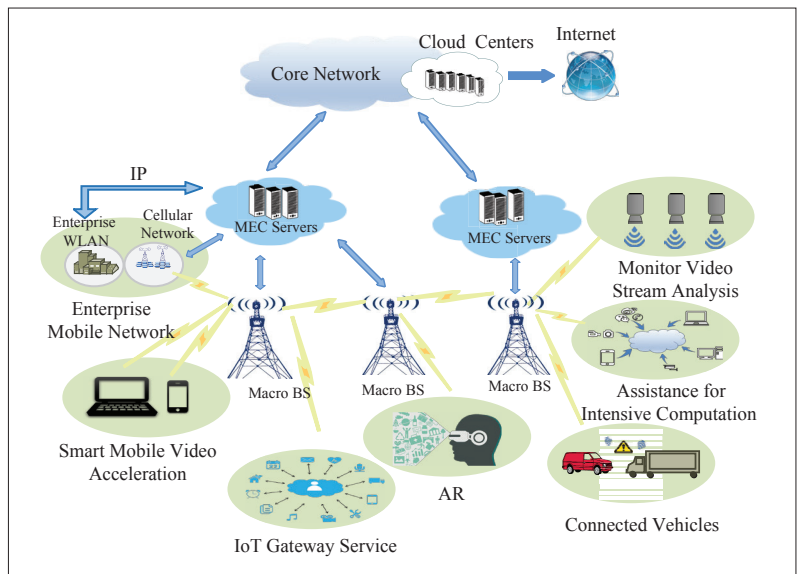 Internet
Cloud Centers
Core Network
IP
Enterprise
WLAN
Cellular
Network
MEC Servers
MEC Servers
Monitor Video
Stream Analysis
Enterprise
Mobile Network
Macro BS
Macro BS
Macro BS
Assistance for
Intensive Computation
Smart Mobile Video
Acceleration
AR
IoT Gateway Service
Connected Vehicles